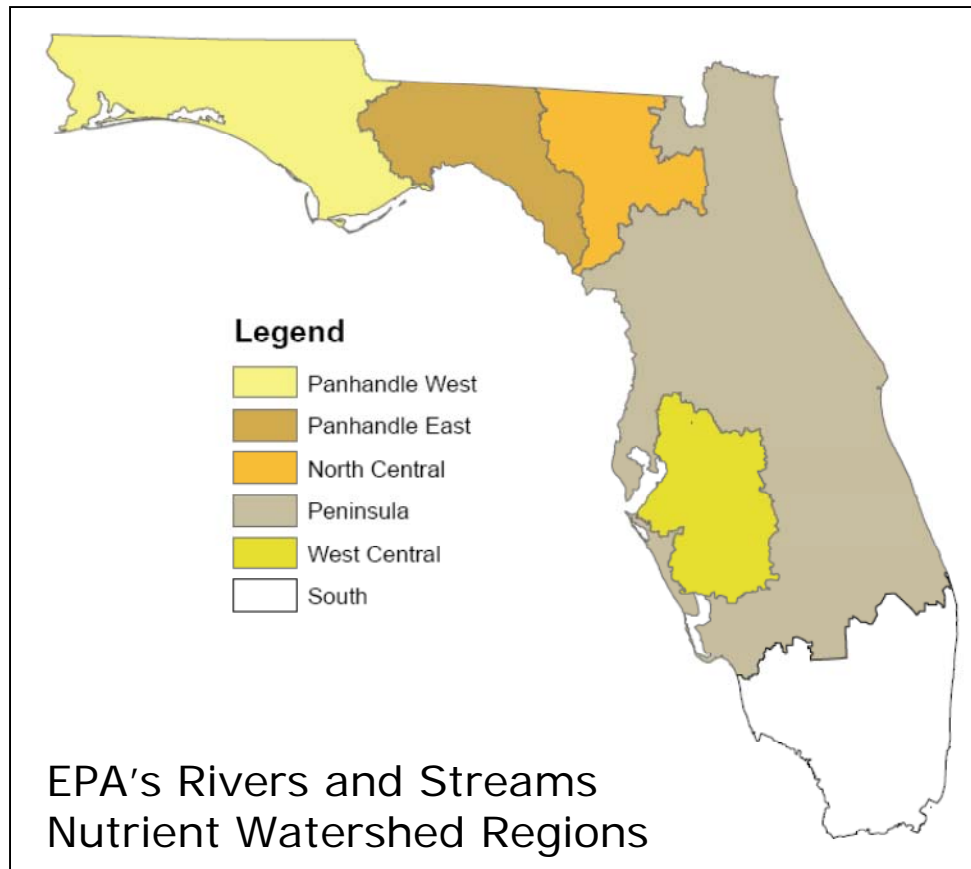 Legend
Panhandle West
Panhandle East
North Central
Peninsula
West Central
South
EPA's Rivers and Streams
Nutrient Watershed Regions